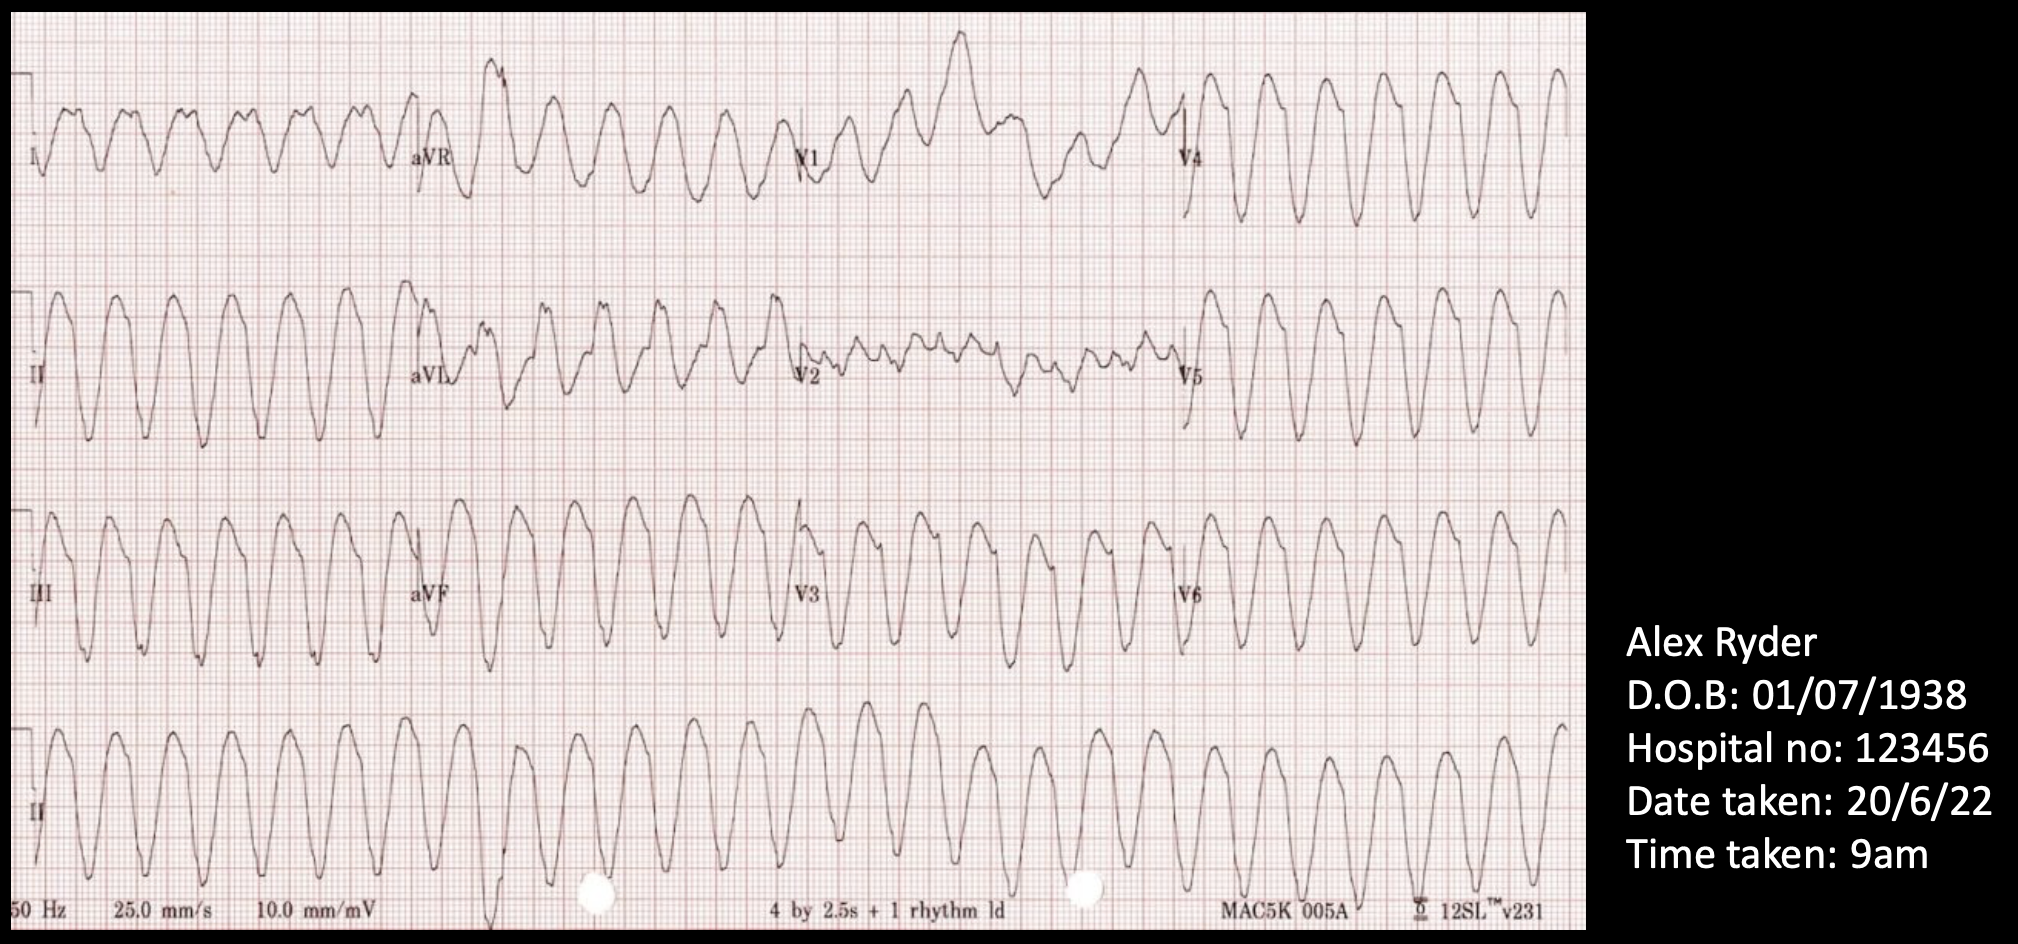 I aVR V1 V4
II aVL V2 V5
III aVF V3 V6
II
50 Hz 25.0 mm/s 10.0 mm/mV 4 by 2.5s + 1 rhythm ld MAC5K 005A 12SL™v231
Alex Ryder
D.O.B: 01/07/1938
Hospital no: 123456
Date taken: 20/6/22
Time taken: 9am